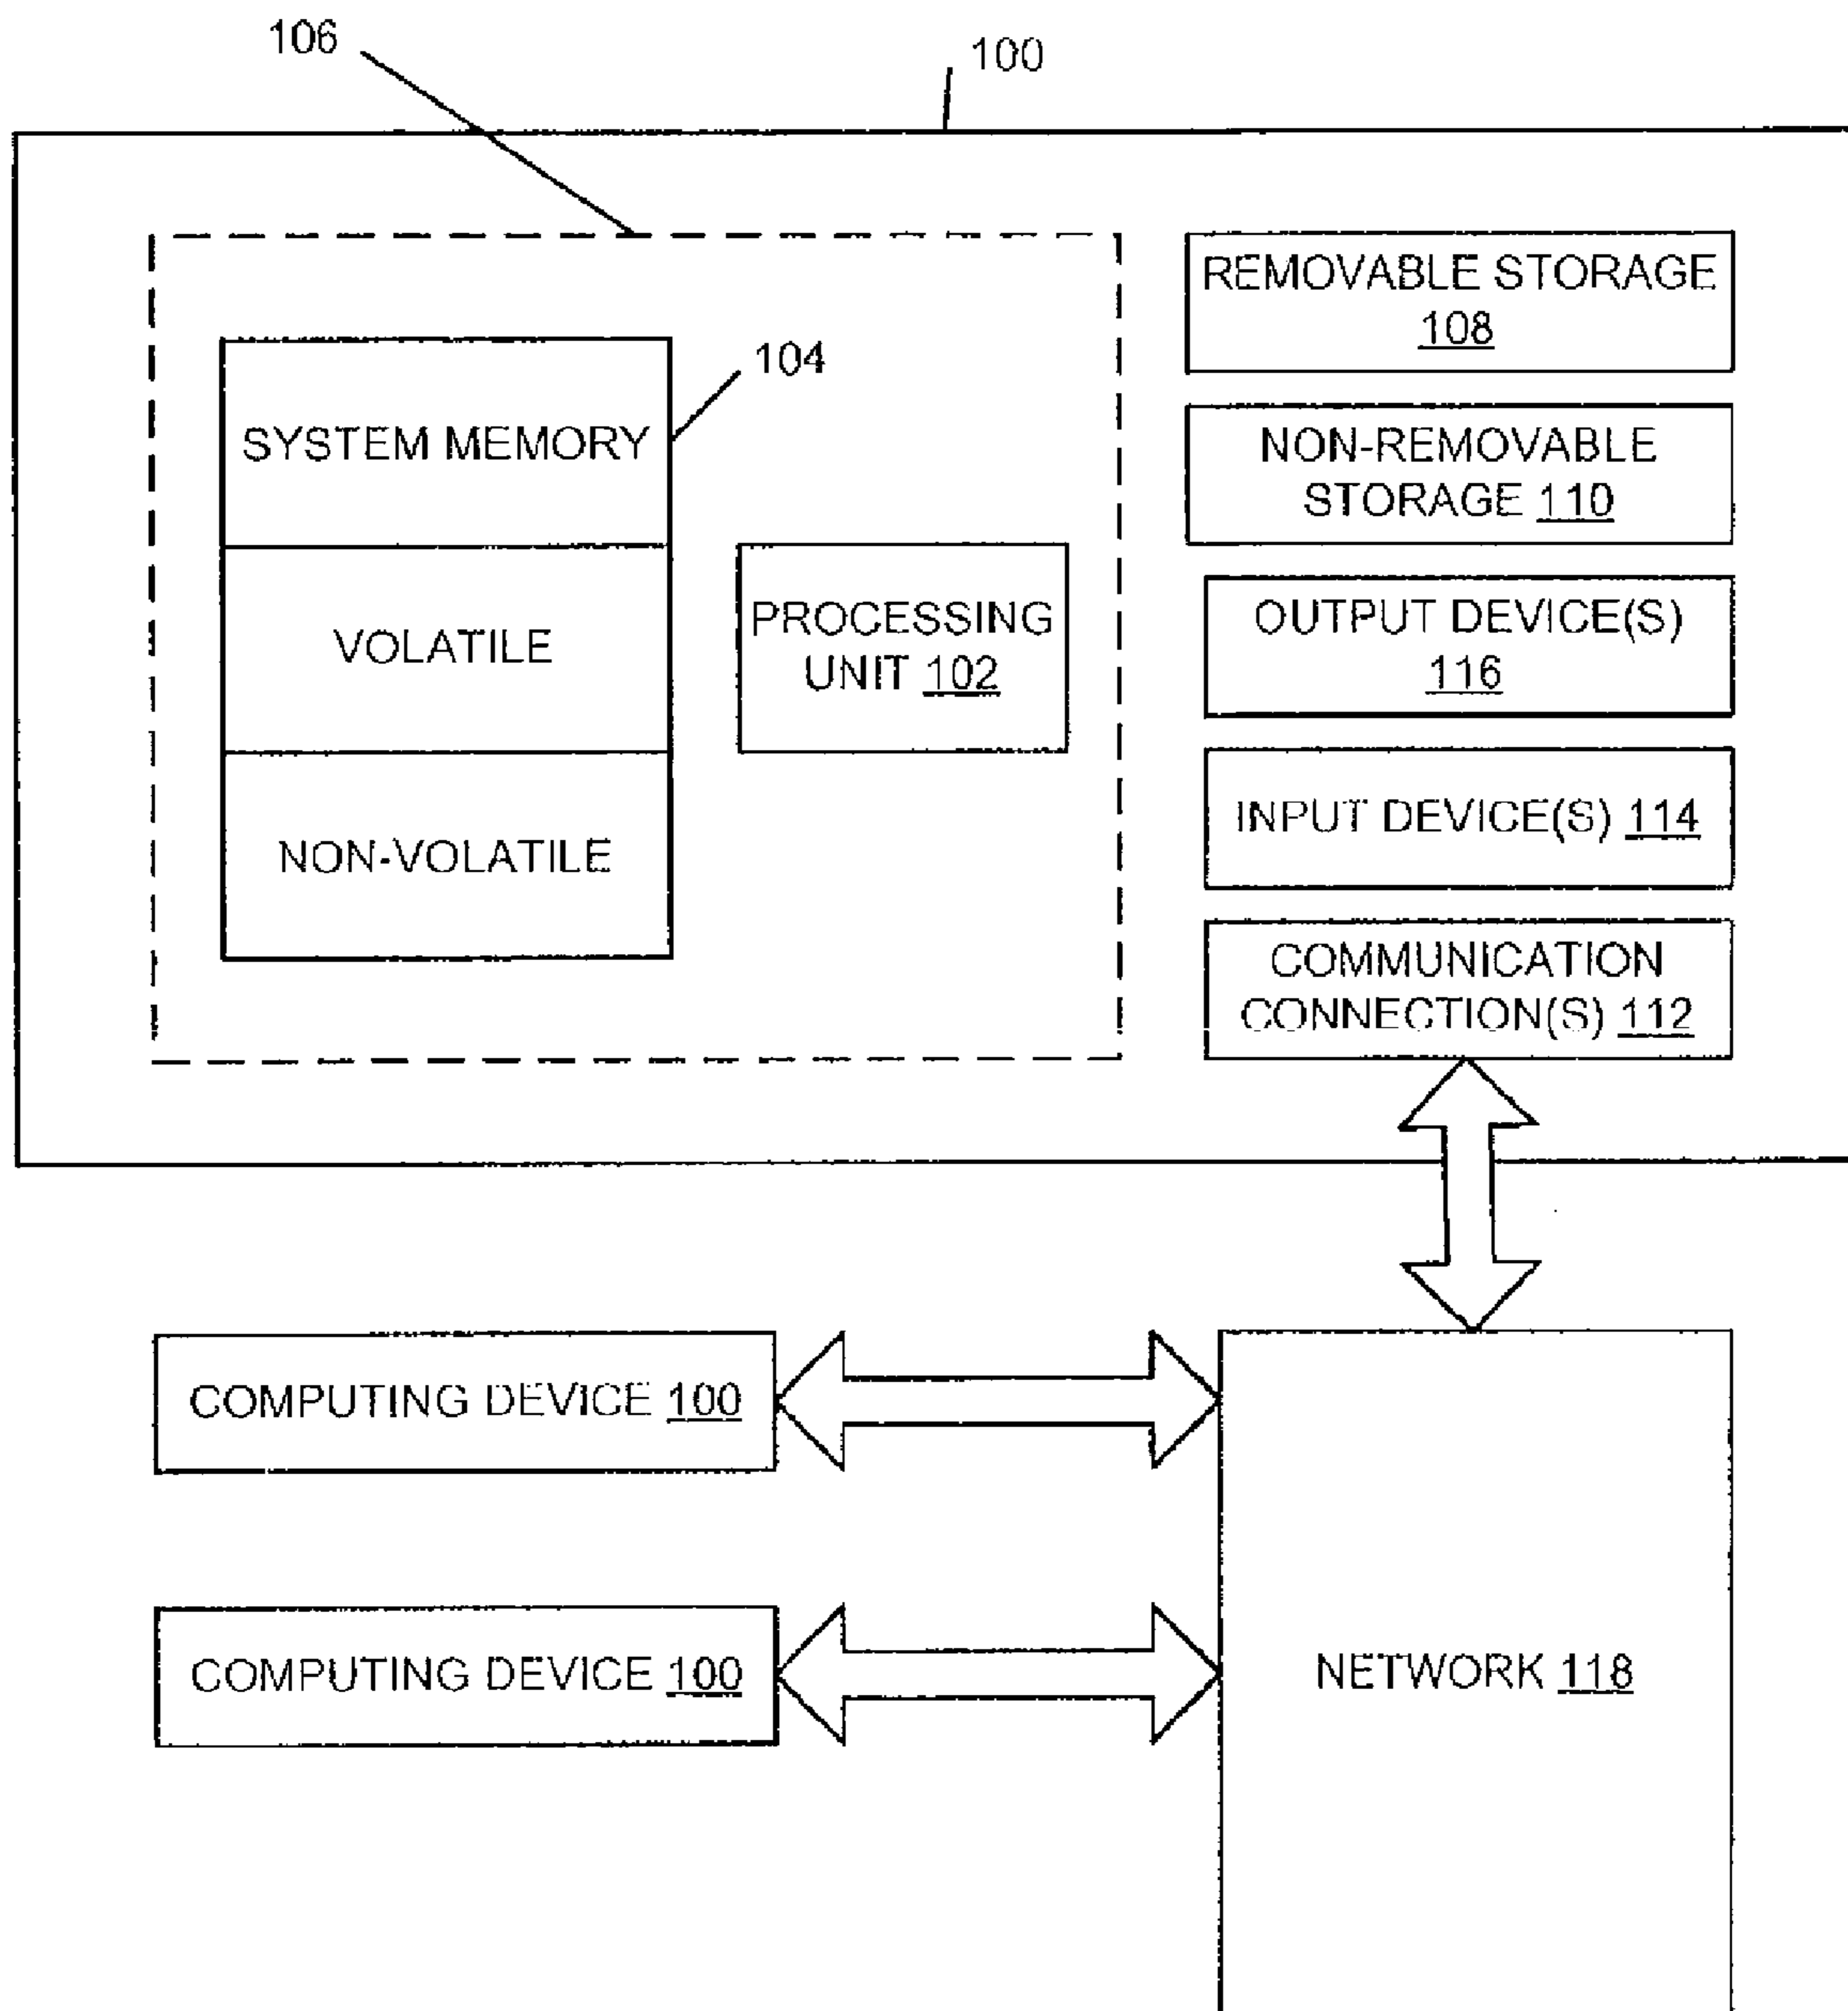 106
100
REMOVABLE STORAGE
108
104
SYSTEM MEMORY
NON-REMOVABLE
STORAGE 110
VOLATILE
PROCESSING
UNIT 102
OUTPUT DEVICE(S)
116
NON-VOLATILE
INPUT DEVICE(S) 114
COMMUNICATION
CONNECTION(S) 112
COMPUTING DEVICE 100
COMPUTING DEVICE 100
NETWORK 118